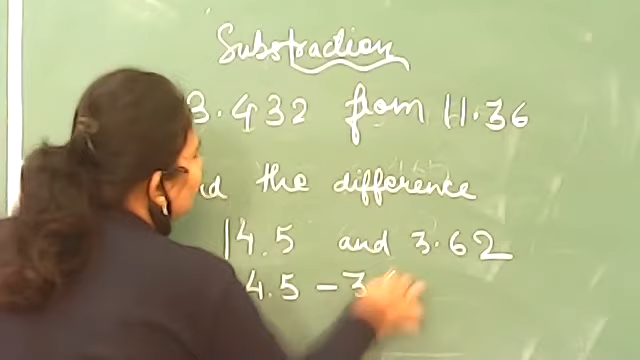 Substraction
3.432 from 11.36
the difference
14.5 and 3.62
4.5 - 3